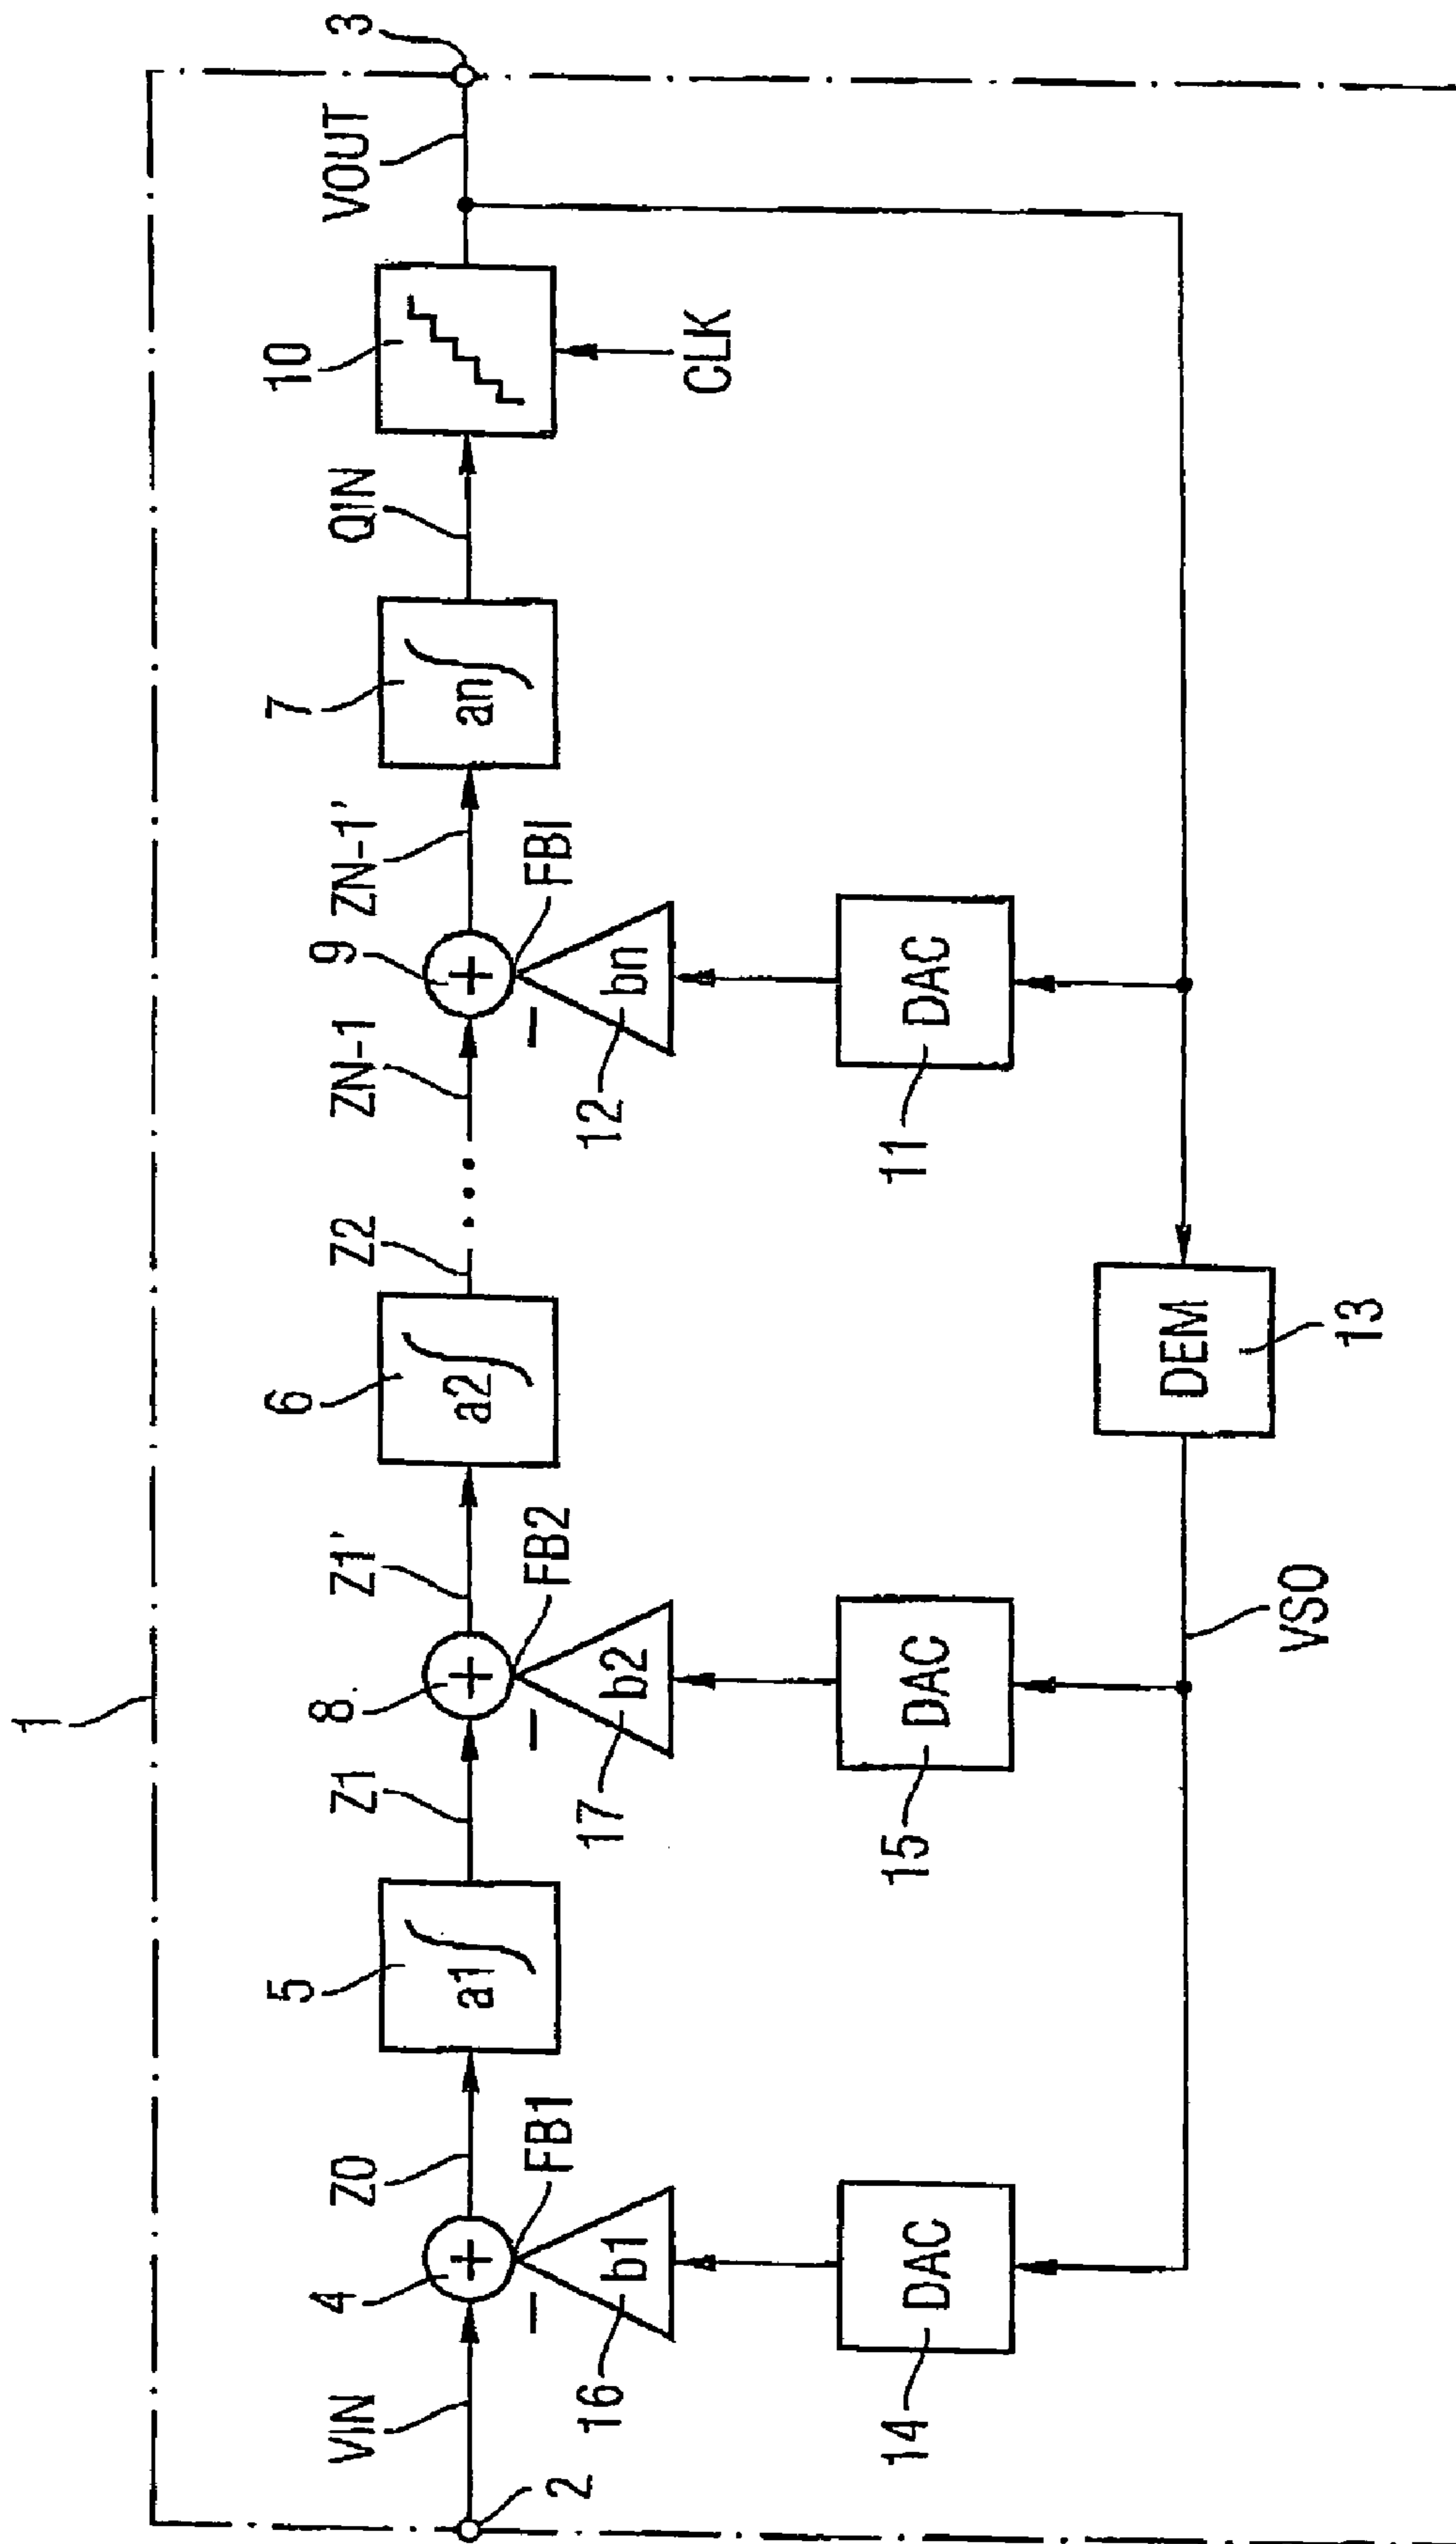 1
VIN
4
Z0
5
Z1
8
Z1'
6
Z2
ZN-1
9
ZN-1'
7
QIN
10
VOUT
3
2
+
FB1
a1
+
FB2
a2
+
FBI
an
CLK
–
16
b1
–
17
b2
–
12
bn
14
DAC
15
DAC
11
DAC
DEM
13
VS0